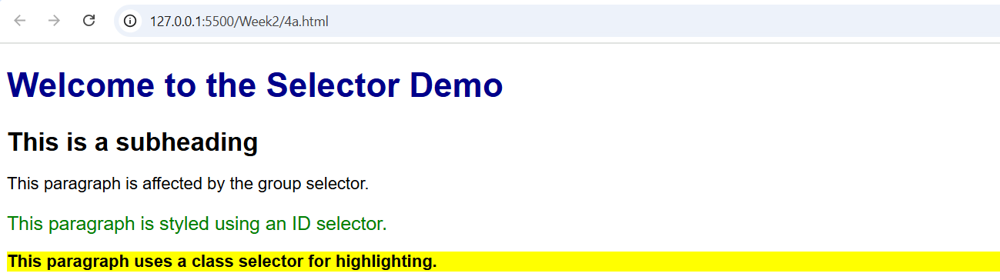 127.0.0.1:5500/Week2/4a.html
Welcome to the Selector Demo
This is a subheading
This paragraph is affected by the group selector.
This paragraph is styled using an ID selector.
This paragraph uses a class selector for highlighting.